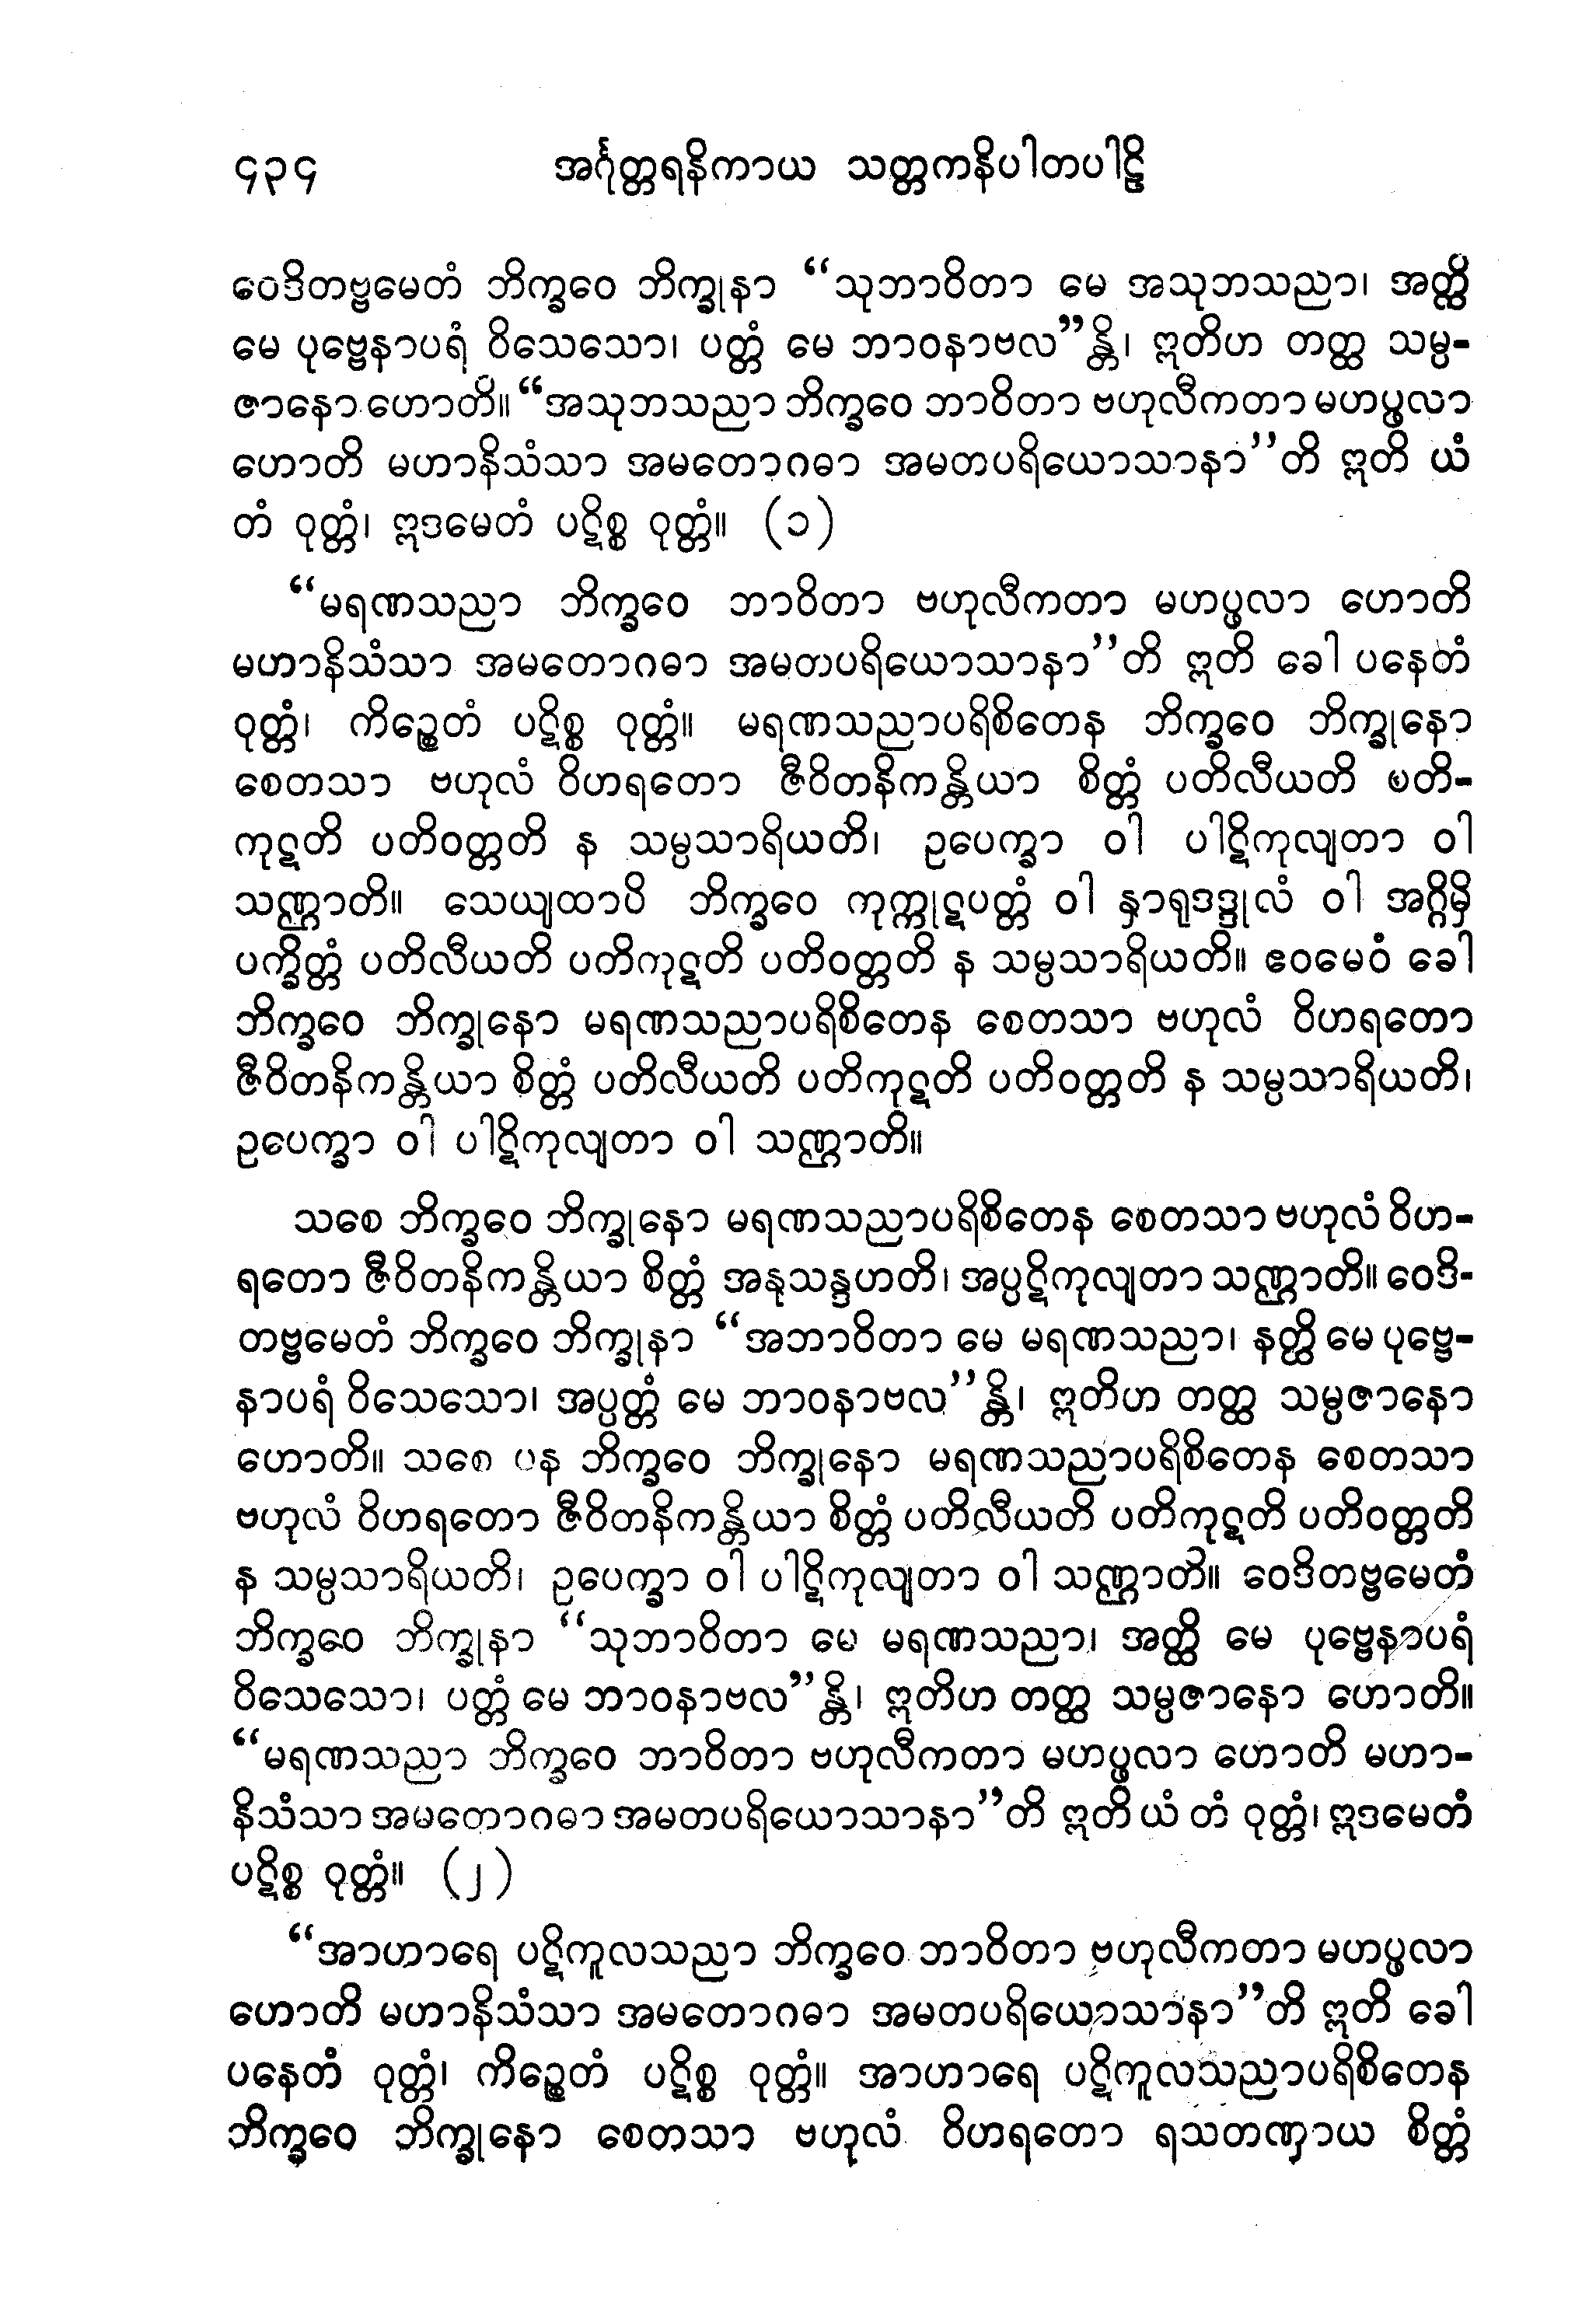 ၄၃၄ အင်္ဂုတ္တရနိကာယ သတ္တကနိပါတပါဠိ
ဝေဒိတဗ္ဗမေတံ ဘိက္ခဝေ ဘိက္ခုနာ “သုဘာဝိတာ မေ အသုဘသညာ၊ အတ္ထိ
မေ ပုဗ္ဗေနာပရံ ဝိသေသော၊ ပတ္တံ မေ ဘာဝနာဗလ”န္တိ၊ ဣတိဟ တတ္ထ သမ္ပ-
ဇာနော ဟောတိ။ “အသုဘသညာ ဘိက္ခဝေ ဘာဝိတာ ဗဟုလီကတာ မဟပ္ဖလာ
ဟောတိ မဟာနိသံသာ အမတောဂဓာ အမတပရိယောသာနာ”တိ ဣတိ ယံ
တံ ဝုတ္တံ၊ ဣဒမေတံ ပဋိစ္စ ဝုတ္တံ။ (၁)
“မရဏသညာ ဘိက္ခဝေ ဘာဝိတာ ဗဟုလီကတာ မဟပ္ဖလာ ဟောတိ
မဟာနိသံသာ အမတောဂဓာ အမတပရိယောသာနာ”တိ ဣတိ ခေါ ပနေတံ
ဝုတ္တံ၊ ကိဉ္စေတံ ပဋိစ္စ ဝုတ္တံ။ မရဏသညာပရိစိတေန ဘိက္ခဝေ ဘိက္ခုနော
စေတသာ ဗဟုလံ ဝိဟရတော ဇီဝိတနိကန္တိယာ စိတ္တံ ပတိလီယတိ ပတိ-
ကုဋတိ ပတိဝတ္တတိ န သမ္ပသာရိယတိ၊ ဥပေက္ခာ ဝါ ပါဋိကုလျတာ ဝါ
သဏ္ဌာတိ။ သေယျထာပိ ဘိက္ခဝေ ကုက္ကုဋပတ္တံ ဝါ နှာရုဒဒ္ဒုလံ ဝါ အဂ္ဂိမှိ
ပက္ခိတ္တံ ပတိလီယတိ ပတိကုဋတိ ပတိဝတ္တတိ န သမ္ပသာရိယတိ။ ဧဝမေဝံ ခေါ
ဘိက္ခဝေ ဘိက္ခုနော မရဏသညာပရိစိတေန စေတသာ ဗဟုလံ ဝိဟရတော
ဇီဝိတနိကန္တိယာ စိတ္တံ ပတိလီယတိ ပတိကုဋတိ ပတိဝတ္တတိ န သမ္ပသာရိယတိ၊
ဥပေက္ခာ ဝါ ပါဋိကုလျတာ ဝါ သဏ္ဌာတိ။
သစေ ဘိက္ခဝေ ဘိက္ခုနော မရဏသညာပရိစိတေန စေတသာ ဗဟုလံ ဝိဟ-
ရတော ဇီဝိတနိကန္တိယာ စိတ္တံ အနုသန္ဒဟတိ၊ အပ္ပဋိကုလျတာ သဏ္ဌာတိ။ ဝေဒိ-
တဗ္ဗမေတံ ဘိက္ခဝေ ဘိက္ခုနာ “အဘာဝိတာ မေ မရဏသညာ၊ နတ္ထိ မေ ပုဗ္ဗေ-
နာပရံ ဝိသေသော၊ အပ္ပတ္တံ မေ ဘာဝနာဗလ”န္တိ၊ ဣတိဟ တတ္ထ သမ္ပဇာနော
ဟောတိ။ သစေ ပန ဘိက္ခဝေ ဘိက္ခုနော မရဏသညာပရိစိတေန စေတသာ
ဗဟုလံ ဝိဟရတော ဇီဝိတနိကန္တိယာ စိတ္တံ ပတိလီယတိ ပတိကုဋတိ ပတိဝတ္တတိ
န သမ္ပသာရိယတိ၊ ဥပေက္ခာ ဝါ ပါဋိကုလျတာ ဝါ သဏ္ဌာတိ။ ဝေဒိတဗ္ဗမေတံ
ဘိက္ခဝေ ဘိက္ခုနာ “သုဘာဝိတာ မေ မရဏသညာ၊ အတ္ထိ မေ ပုဗ္ဗေနာပရံ
ဝိသေသော၊ ပတ္တံ မေ ဘာဝနာဗလ”န္တိ၊ ဣတိဟ တတ္ထ သမ္ပဇာနော ဟောတိ။
“မရဏသညာ ဘိက္ခဝေ ဘာဝိတာ ဗဟုလီကတာ မဟပ္ဖလာ ဟောတိ မဟာ-
နိသံသာ အမတောဂဓာ အမတပရိယောသာနာ”တိ ဣတိ ယံ တံ ဝုတ္တံ၊ ဣဒမေတံ
ပဋိစ္စ ဝုတ္တံ။ (၂)
“အာဟာရေ ပဋိကူလသညာ ဘိက္ခဝေ ဘာဝိတာ ဗဟုလီကတာ မဟပ္ဖလာ
ဟောတိ မဟာနိသံသာ အမတောဂဓာ အမတပရိယောသာနာ”တိ ဣတိ ခေါ
ပနေတံ ဝုတ္တံ၊ ကိဉ္စေတံ ပဋိစ္စ ဝုတ္တံ။ အာဟာရေ ပဋိကူလသညာပရိစိတေန
ဘိက္ခဝေ ဘိက္ခုနော စေတသာ ဗဟုလံ ဝိဟရတော ရသတဏှာယ စိတ္တံ